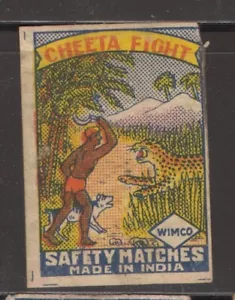 CHEETA FIGHT
WIMCO
SAFETY MATCHES
MADE IN INDIA